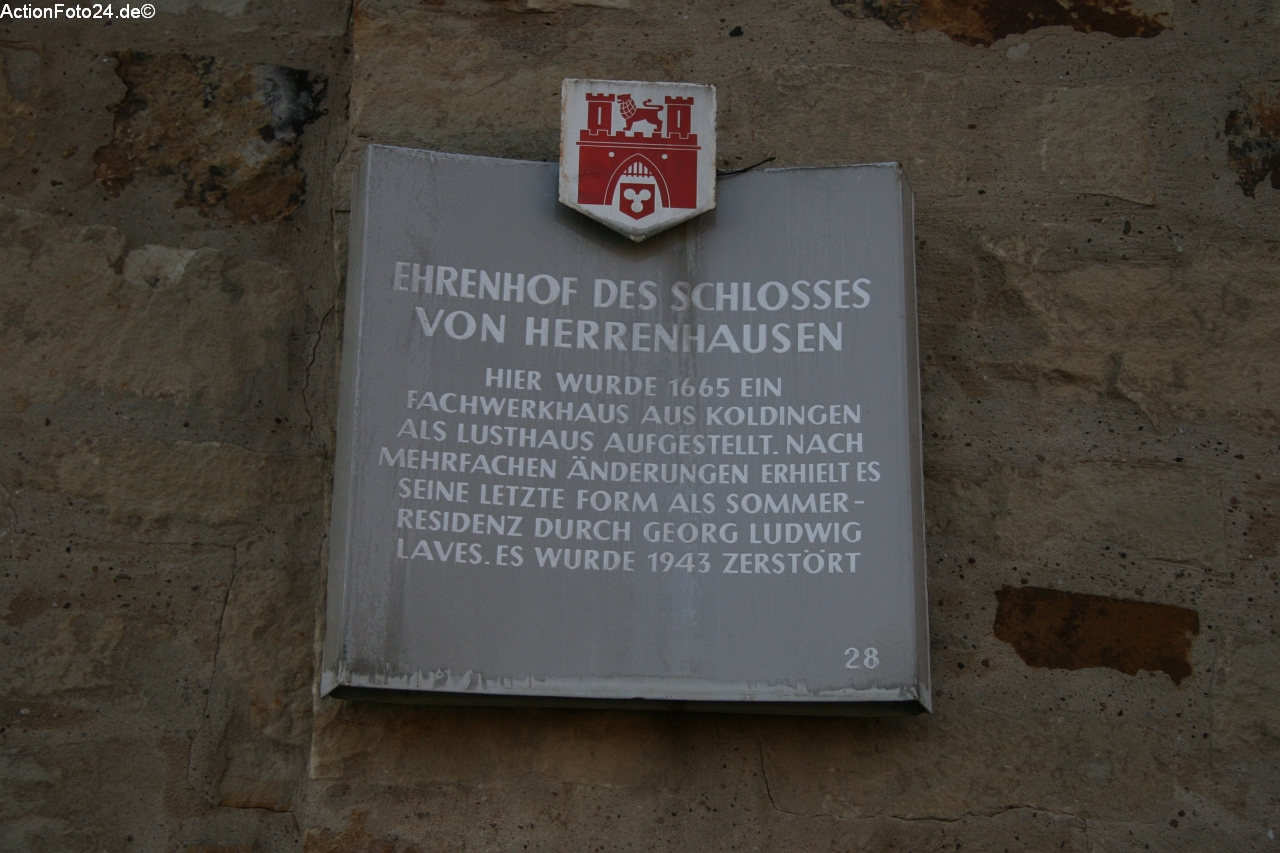 ActionFoto24.de©
EHRENHOF DES SCHLOSSES
VON HERRENHAUSEN
HIER WURDE 1665 EIN
FACHWERKHAUS AUS KOLDINGEN
ALS LUSTHAUS AUFGESTELLT. NACH
MEHRFACHEN ÄNDERUNGEN ERHIELT ES
SEINE LETZTE FORM ALS SOMMER-
RESIDENZ DURCH GEORG LUDWIG
LAVES. ES WURDE 1943 ZERSTÖRT
28